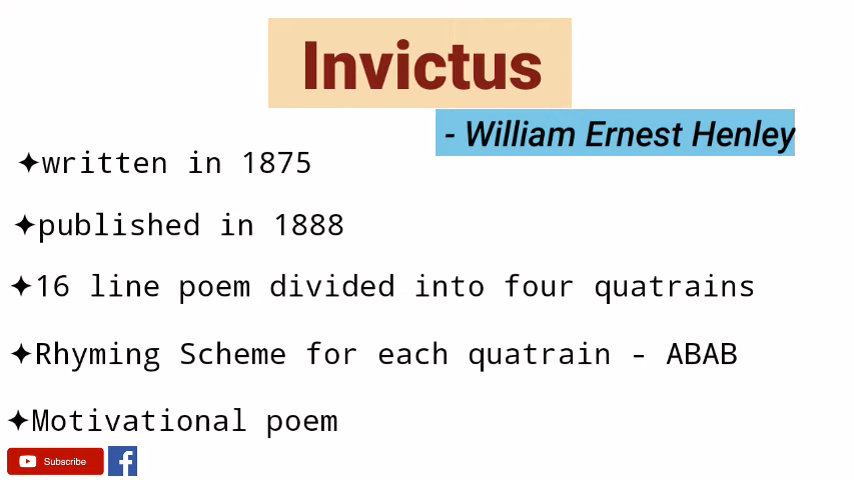 Invictus
- William Ernest Henley
✦written in 1875
✦published in 1888
✦16 line poem divided into four quatrains
✦Rhyming Scheme for each quatrain - ABAB
✦Motivational poem
Subscribe